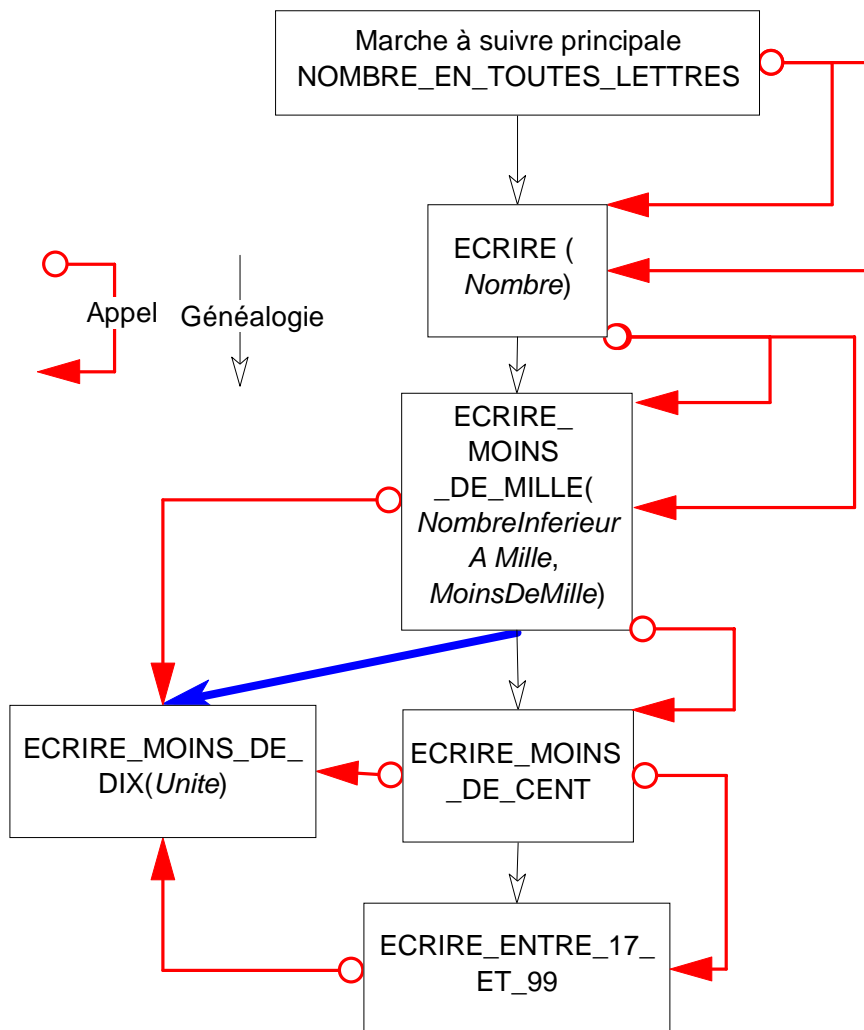 Marche à suivre principale
NOMBRE_EN_TOUTES_LETTRES
ECRIRE (
Nombre)
Appel
Généalogie
ECRIRE_
MOINS
_DE_MILLE(
NombreInferieur
A Mille,
MoinsDeMille)
ECRIRE_MOINS_DE_
DIX(Unite)
ECRIRE_MOINS
_DE_CENT
ECRIRE_ENTRE_17_
ET_99